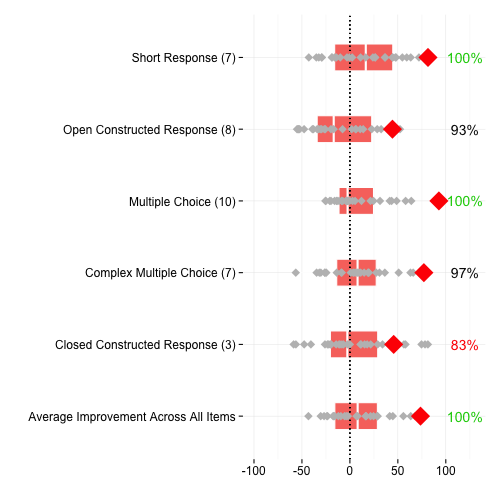 Short Response (7) 100%
Open Constructed Response (8) 93%
Multiple Choice (10) 100%
Complex Multiple Choice (7) 97%
Closed Constructed Response (3) 83%
Average Improvement Across All Items 100%
-100 -50 0 50 100